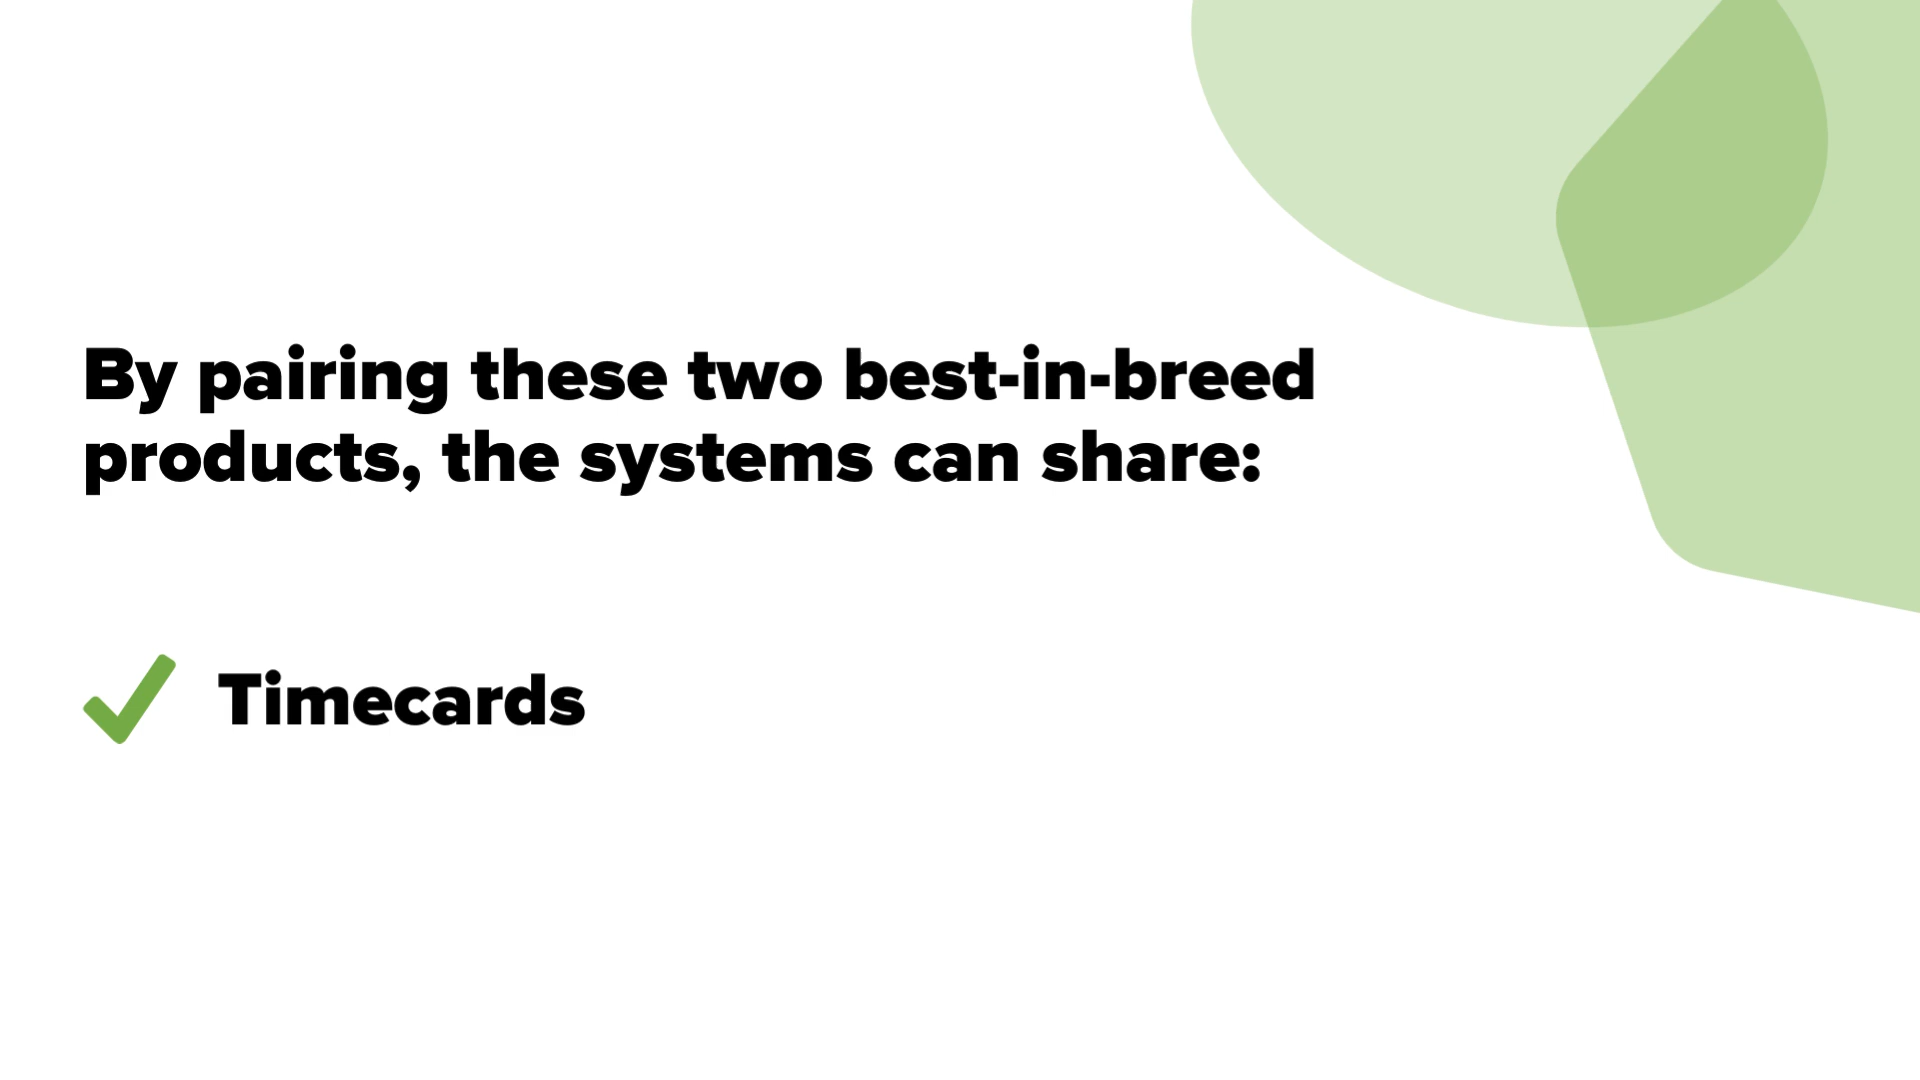 By pairing these two best-in-breed
products, the systems can share:
Timecards